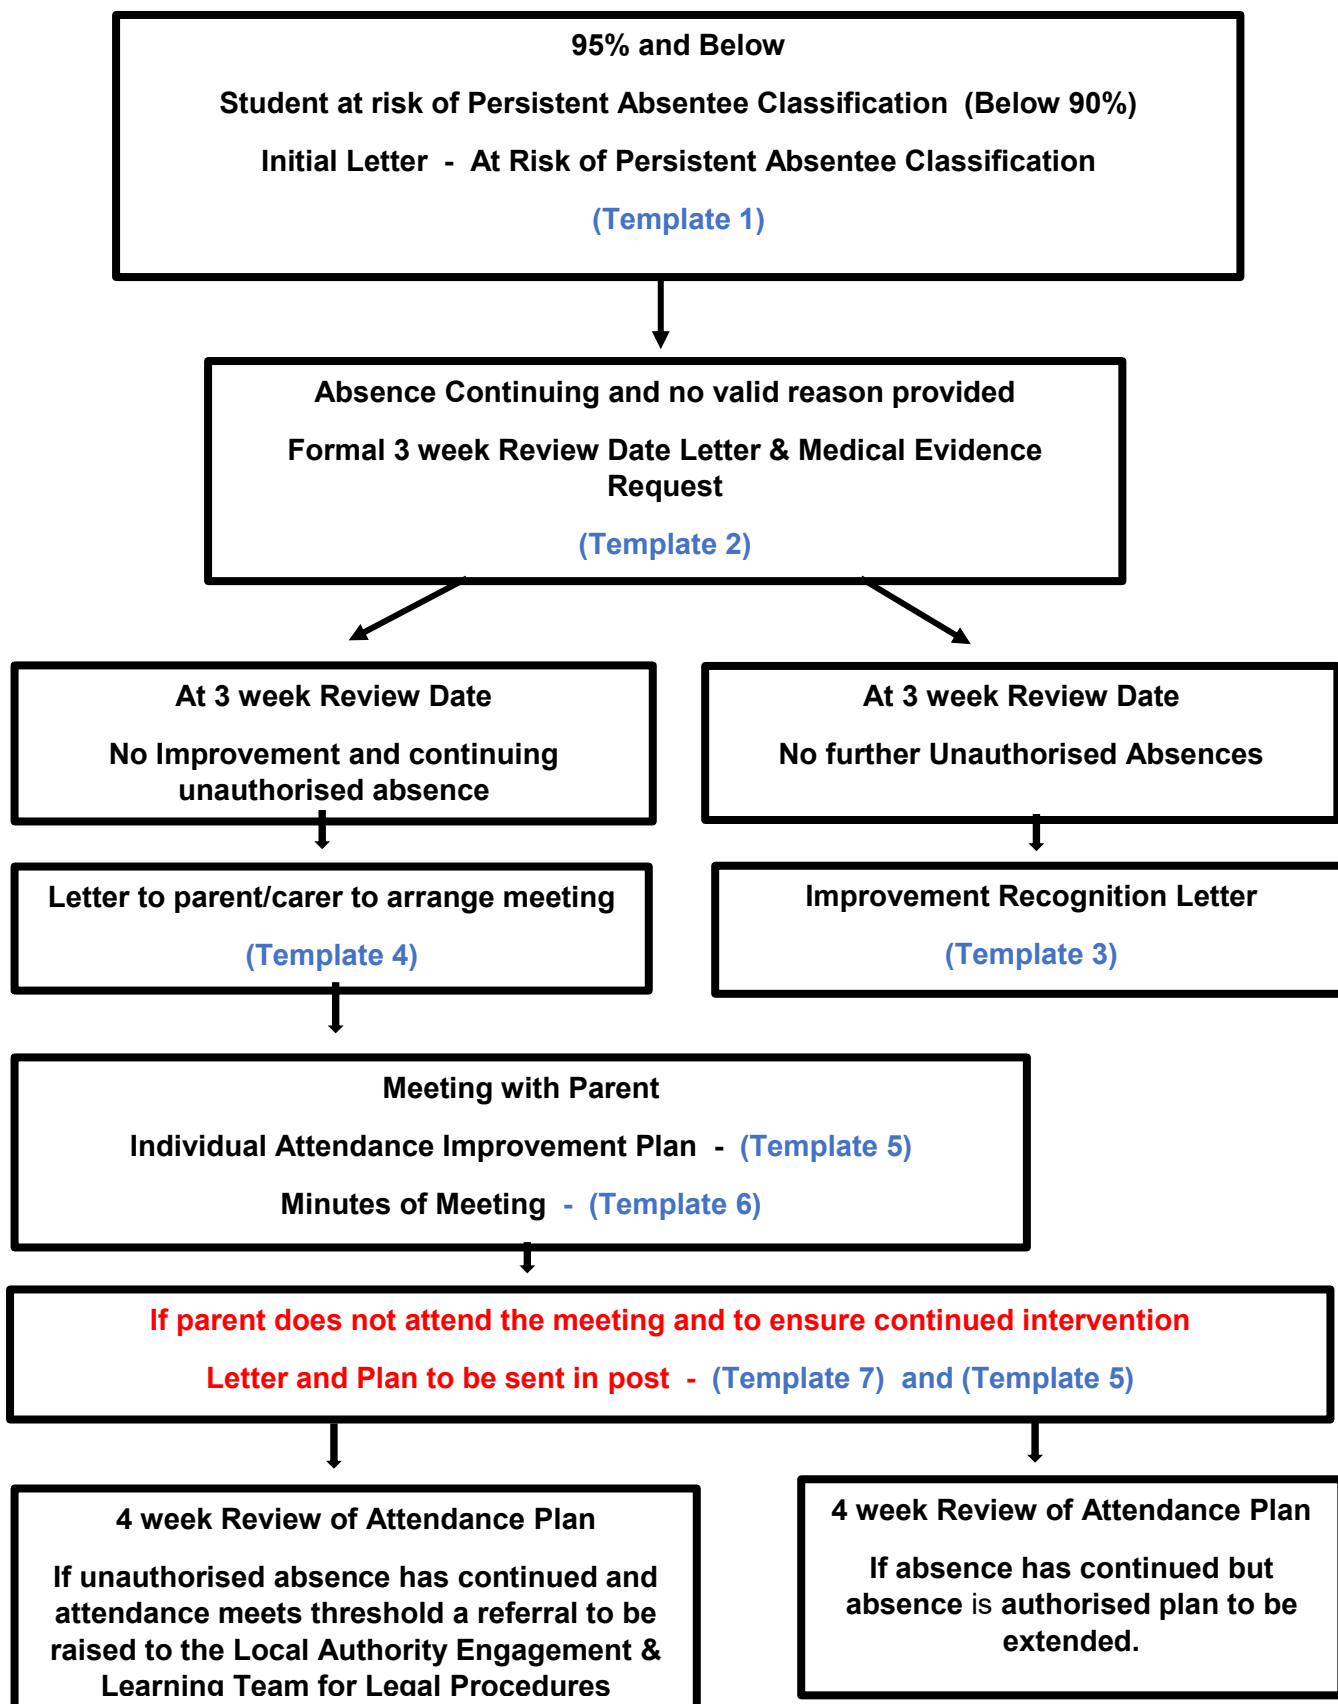 95% and Below
Student at risk of Persistent Absentee Classification (Below 90%)
Initial Letter - At Risk of Persistent Absentee Classification
(Template 1)
Absence Continuing and no valid reason provided
Formal 3 week Review Date Letter & Medical Evidence
Request
(Template 2)
At 3 week Review Date
No Improvement and continuing
unauthorised absence
At 3 week Review Date
No further Unauthorised Absences
Letter to parent/carer to arrange meeting
(Template 4)
Improvement Recognition Letter
(Template 3)
Meeting with Parent
Individual Attendance Improvement Plan - (Template 5)
Minutes of Meeting - (Template 6)
If parent does not attend the meeting and to ensure continued intervention
Letter and Plan to be sent in post - (Template 7) and (Template 5)
4 week Review of Attendance Plan
If unauthorised absence has continued and
attendance meets threshold a referral to be
raised to the Local Authority Engagement &
Learning Team for Legal Procedures
4 week Review of Attendance Plan
If absence has continued but
absence is authorised plan to be
extended.